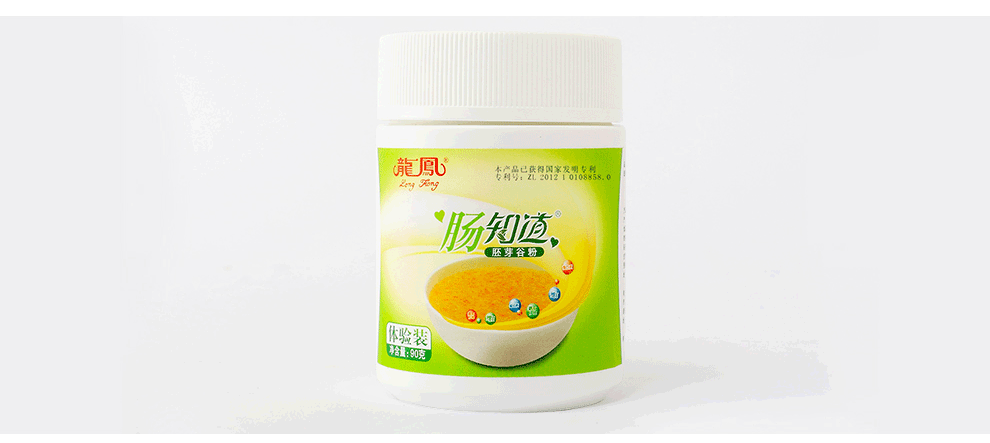 龍鳳®
Long Fong
本产品已获得国家发明专利
专利号：ZL 2012 1 0108858.0
肠知道®
胚芽谷粉
体验装
净含量：90克